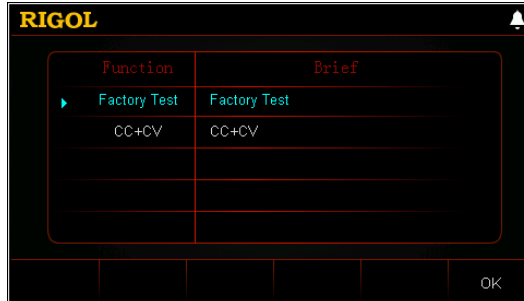 RIGOL
Function Brief
Factory Test Factory Test
CC+CV CC+CV
OK